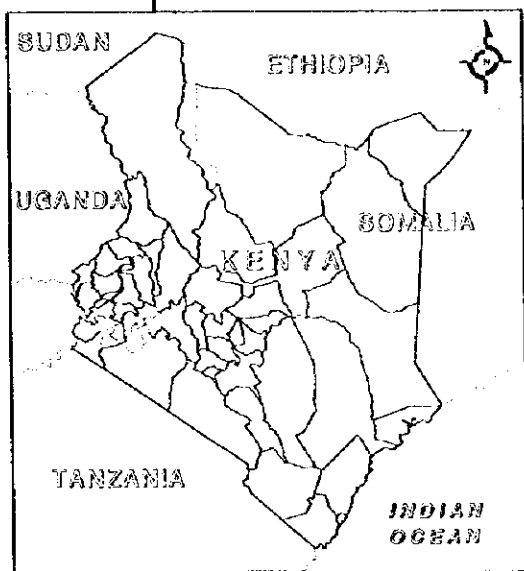 SUDAN
ETHIOPIA
N
UGANDA
SOMALIA
KENYA
TANZANIA
INDIAN
OCEAN